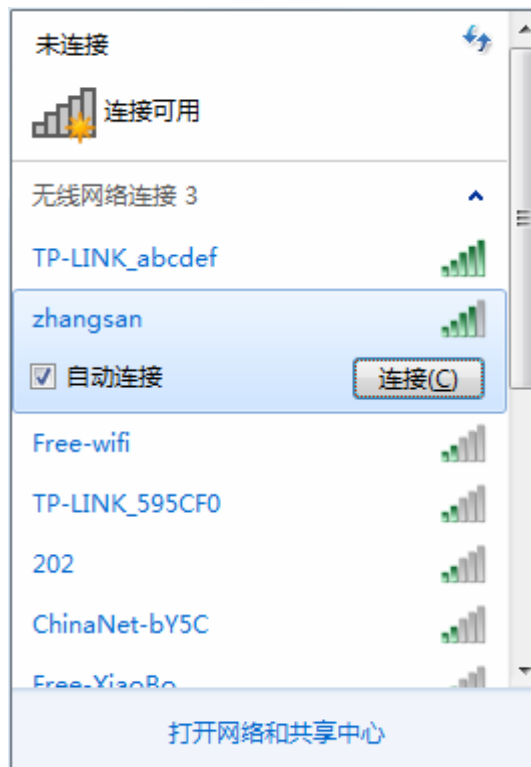 未连接
连接可用
无线网络连接 3
TP-LINK_abcdef
zhangsan
自动连接 连接(C)
Free-wifi
TP-LINK_595CF0
202
ChinaNet-bY5C
Free-XiaoBo
打开网络和共享中心